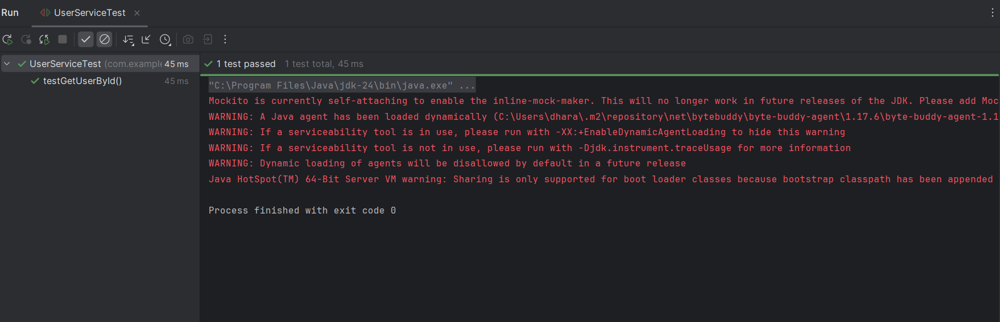 Run
UserServiceTest
UserServiceTest (com.example 45 ms
testGetUserById() 45 ms
1 test passed 1 test total, 45 ms
"C:\Program Files\Java\jdk-24\bin\java.exe" ...
Mockito is currently self-attaching to enable the inline-mock-maker. This will no longer work in future releases of the JDK. Please add Moc
WARNING: A Java agent has been loaded dynamically (C:\Users\dhara\.m2\repository\net\bytebuddy\byte-buddy-agent\1.17.6\byte-buddy-agent-1.1
WARNING: If a serviceability tool is in use, please run with -XX:+EnableDynamicAgentLoading to hide this warning
WARNING: If a serviceability tool is not in use, please run with -Djdk.instrument.traceUsage for more information
WARNING: Dynamic loading of agents will be disallowed by default in a future release
Java HotSpot(TM) 64-Bit Server VM warning: Sharing is only supported for boot loader classes because bootstrap classpath has been appended
Process finished with exit code 0